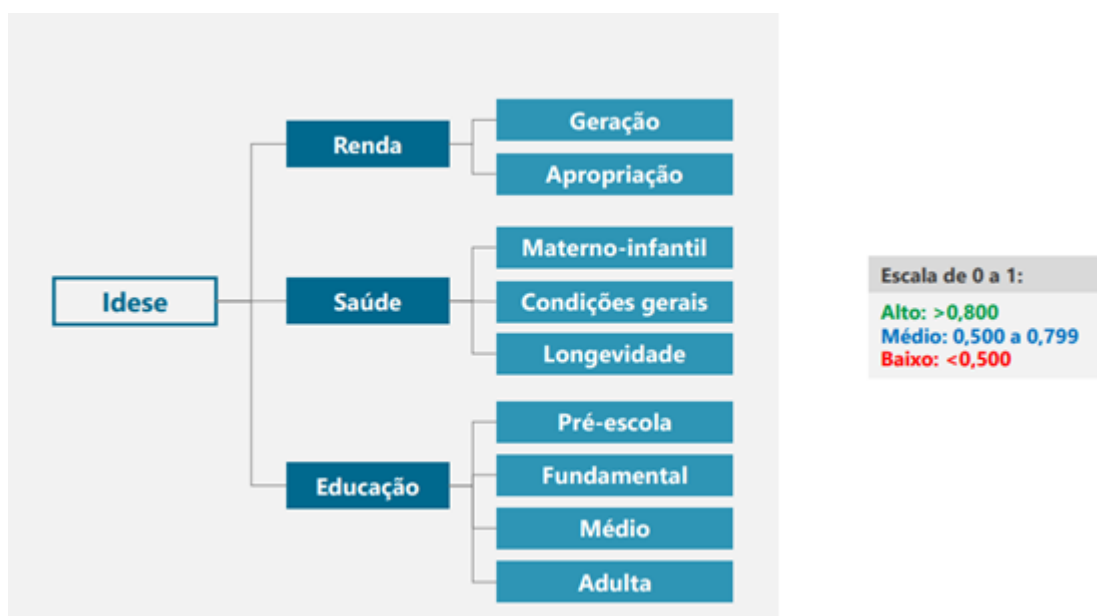 Idese
Renda
Geração
Apropriação
Saúde
Materno-infantil
Condições gerais
Longevidade
Educação
Pré-escola
Fundamental
Médio
Adulta
Escala de 0 a 1:
Alto: >0,800
Médio: 0,500 a 0,799
Baixo: <0,500